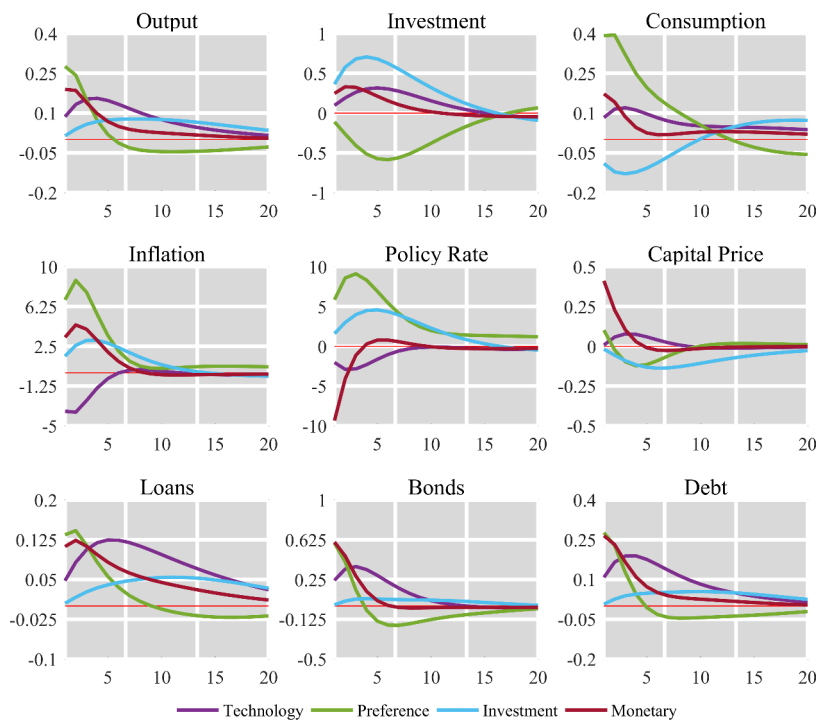 Output Investment Consumption
0.4 1 0.4
0.25 0.5 0.25
0.1 0 0.1
-0.05 -0.5 -0.05
-0.2 -1 -0.2
5 10 15 20 5 10 15 20 5 10 15 20
Inflation Policy Rate Capital Price
10 10 0.5
6.25 5 0.25
2.5 0 0
-1.25 -5 -0.25
-5 -10 -0.5
5 10 15 20 5 10 15 20 5 10 15 20
Loans Bonds Debt
0.2 1 0.4
0.125 0.625 0.25
0.05 0.25 0.1
-0.025 -0.125 -0.05
-0.1 -0.5 -0.2
5 10 15 20 5 10 15 20 5 10 15 20
Technology Preference Investment Monetary